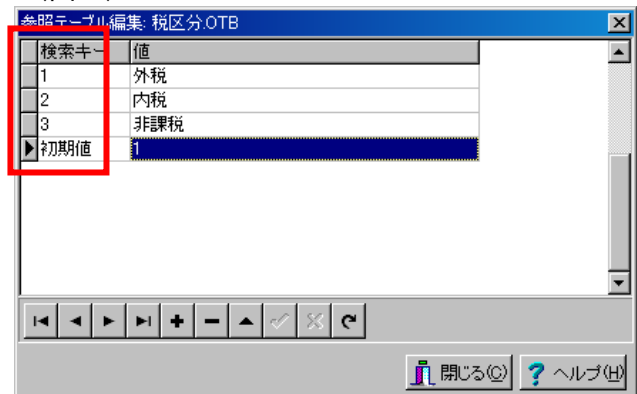 参照テーブル編集: 税区分.OTB
検索キー 値
1 外税
2 内税
3 非課税
初期値 1
閉じる(C) ? ヘルプ(H)